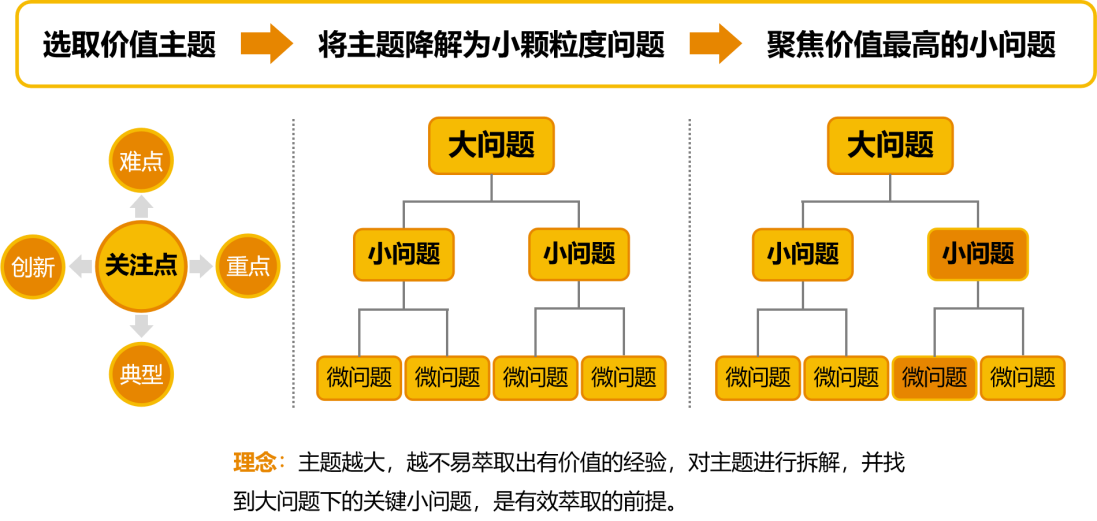 选取价值主题
将主题降解为小颗粒度问题
聚焦价值最高的小问题
难点
创新
关注点
重点
典型
大问题
小问题
小问题
微问题
微问题
微问题
微问题
大问题
小问题
小问题
微问题
微问题
微问题
微问题
理念：主题越大，越不易萃取出有价值的经验，对主题进行拆解，并找
到大问题下的关键小问题，是有效萃取的前提。